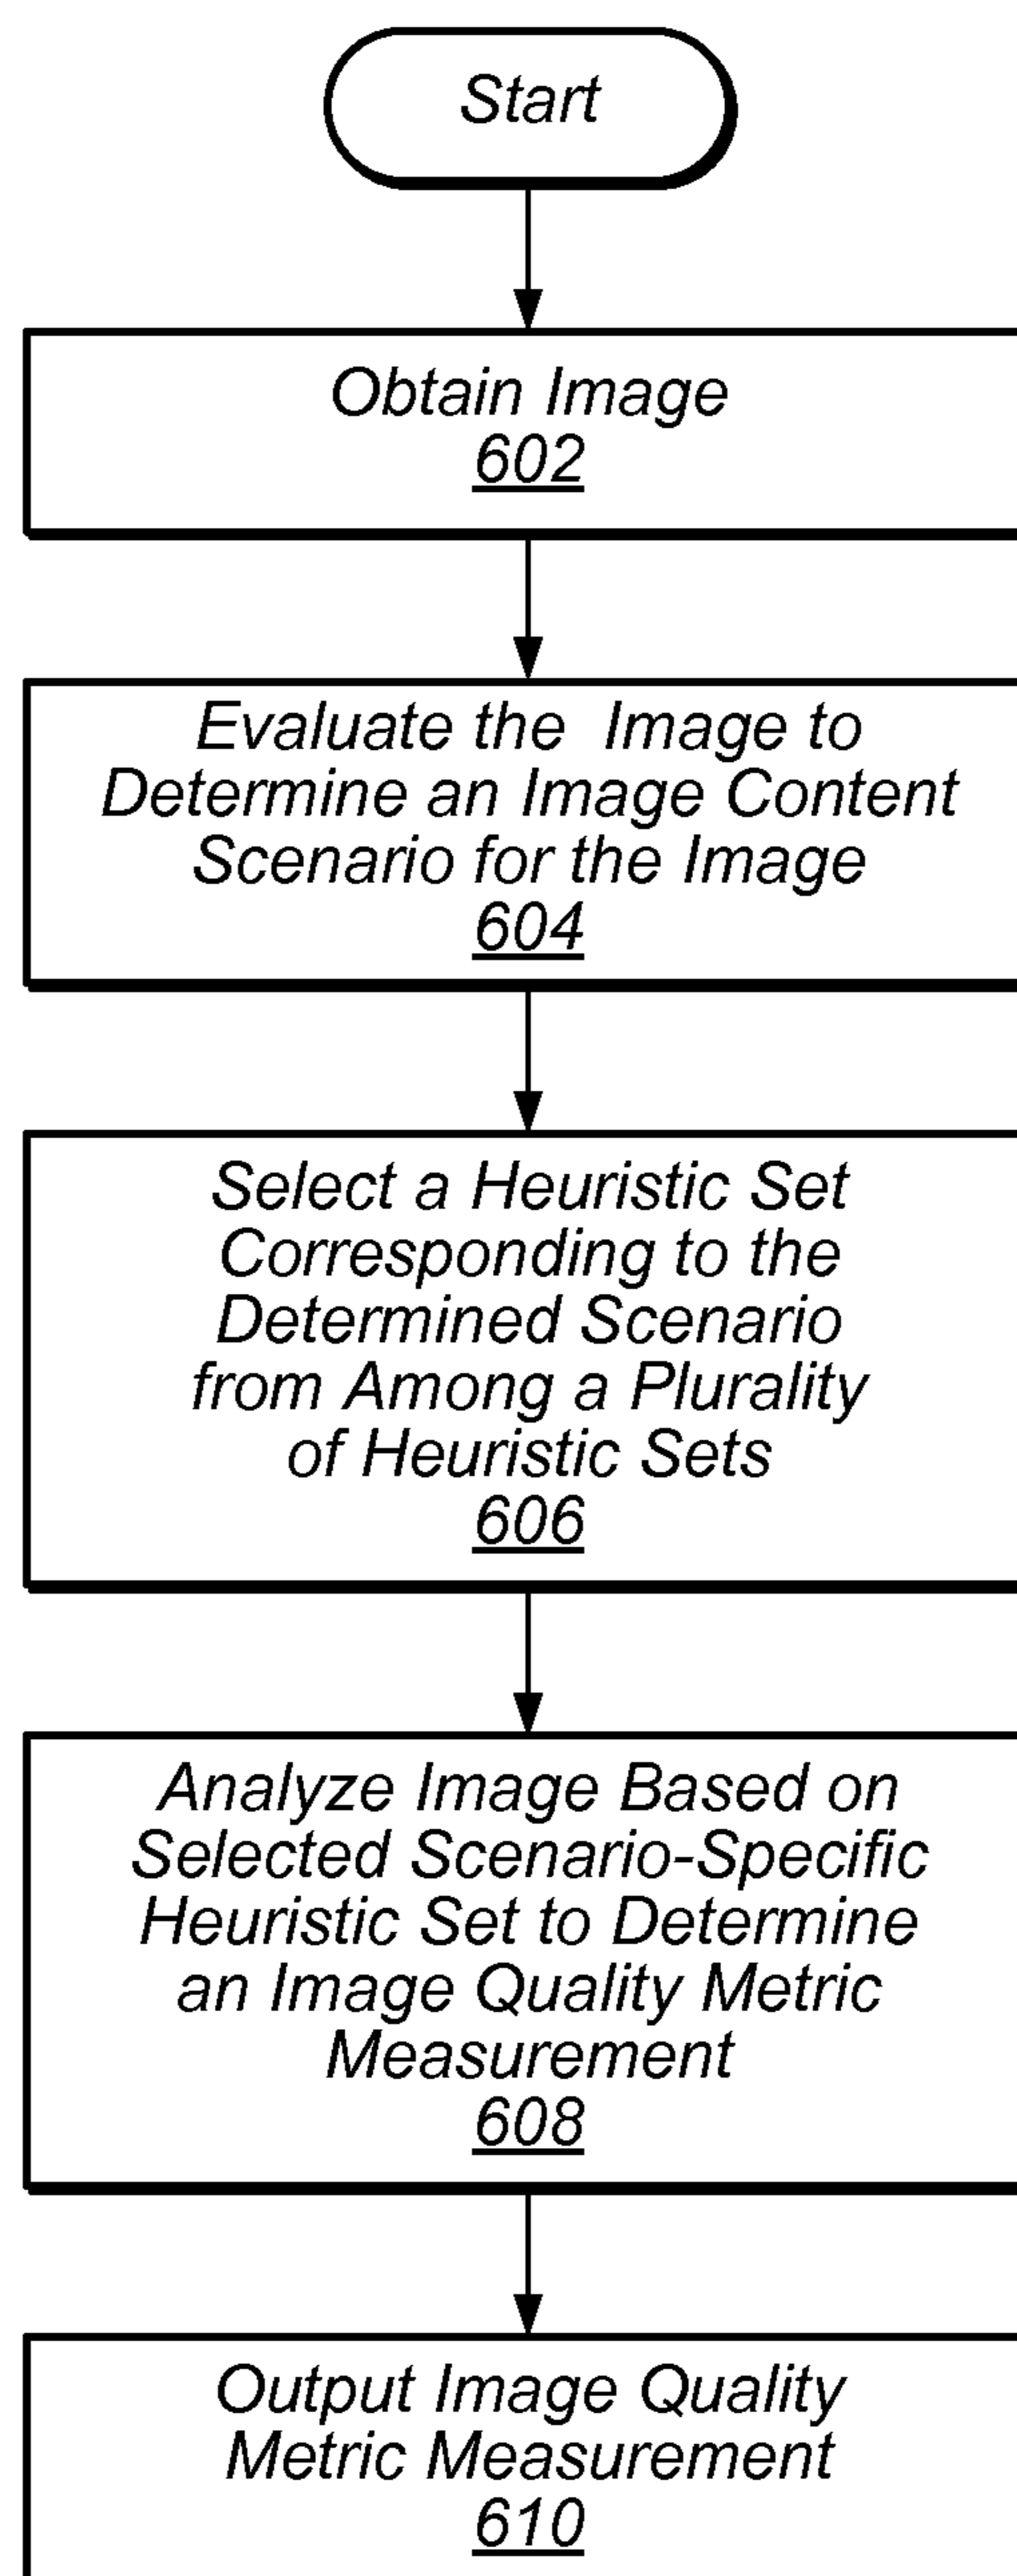 Start
Obtain Image
602
Evaluate the Image to
Determine an Image Content
Scenario for the Image
604
Select a Heuristic Set
Corresponding to the
Determined Scenario
from Among a Plurality
of Heuristic Sets
606
Analyze Image Based on
Selected Scenario-Specific
Heuristic Set to Determine
an Image Quality Metric
Measurement
608
Output Image Quality
Metric Measurement
610